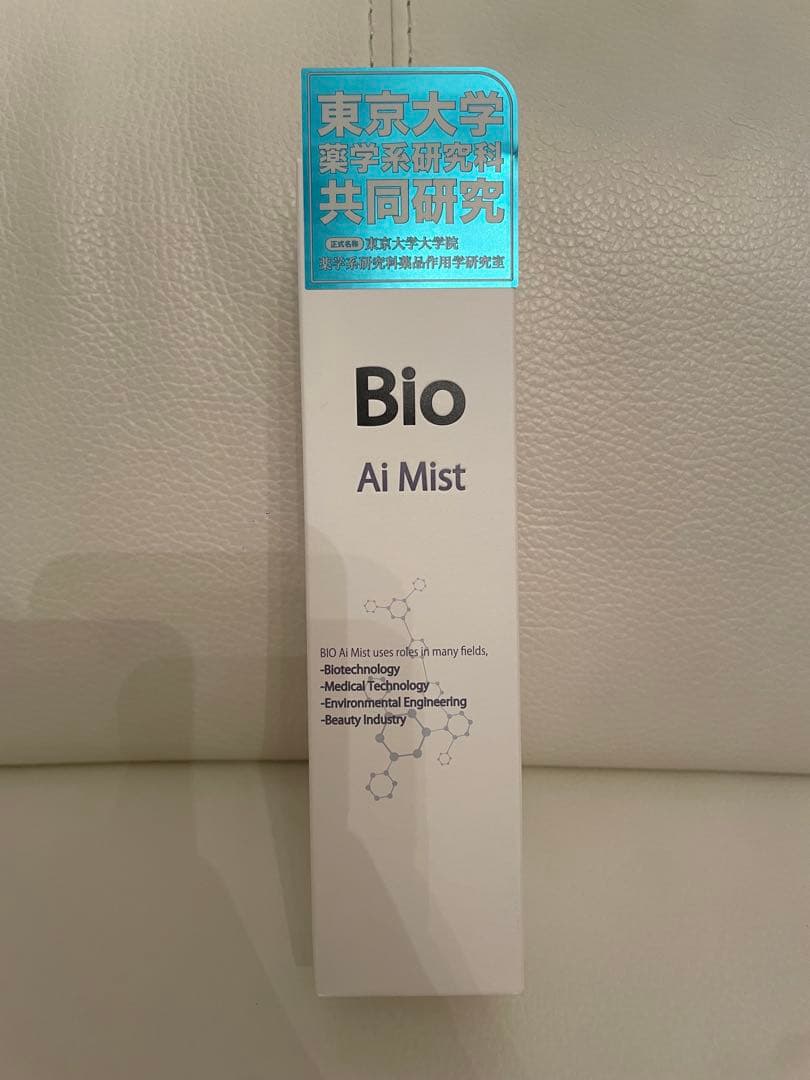 東京大学
薬学系研究科
共同研究
正式名称 東京大学大学院
薬学系研究科薬品作用学研究室
Bio
Ai Mist
BIO Ai Mist uses roles in many fields,
-Biotechnology
-Medical Technology
-Environmental Engineering
-Beauty Industry